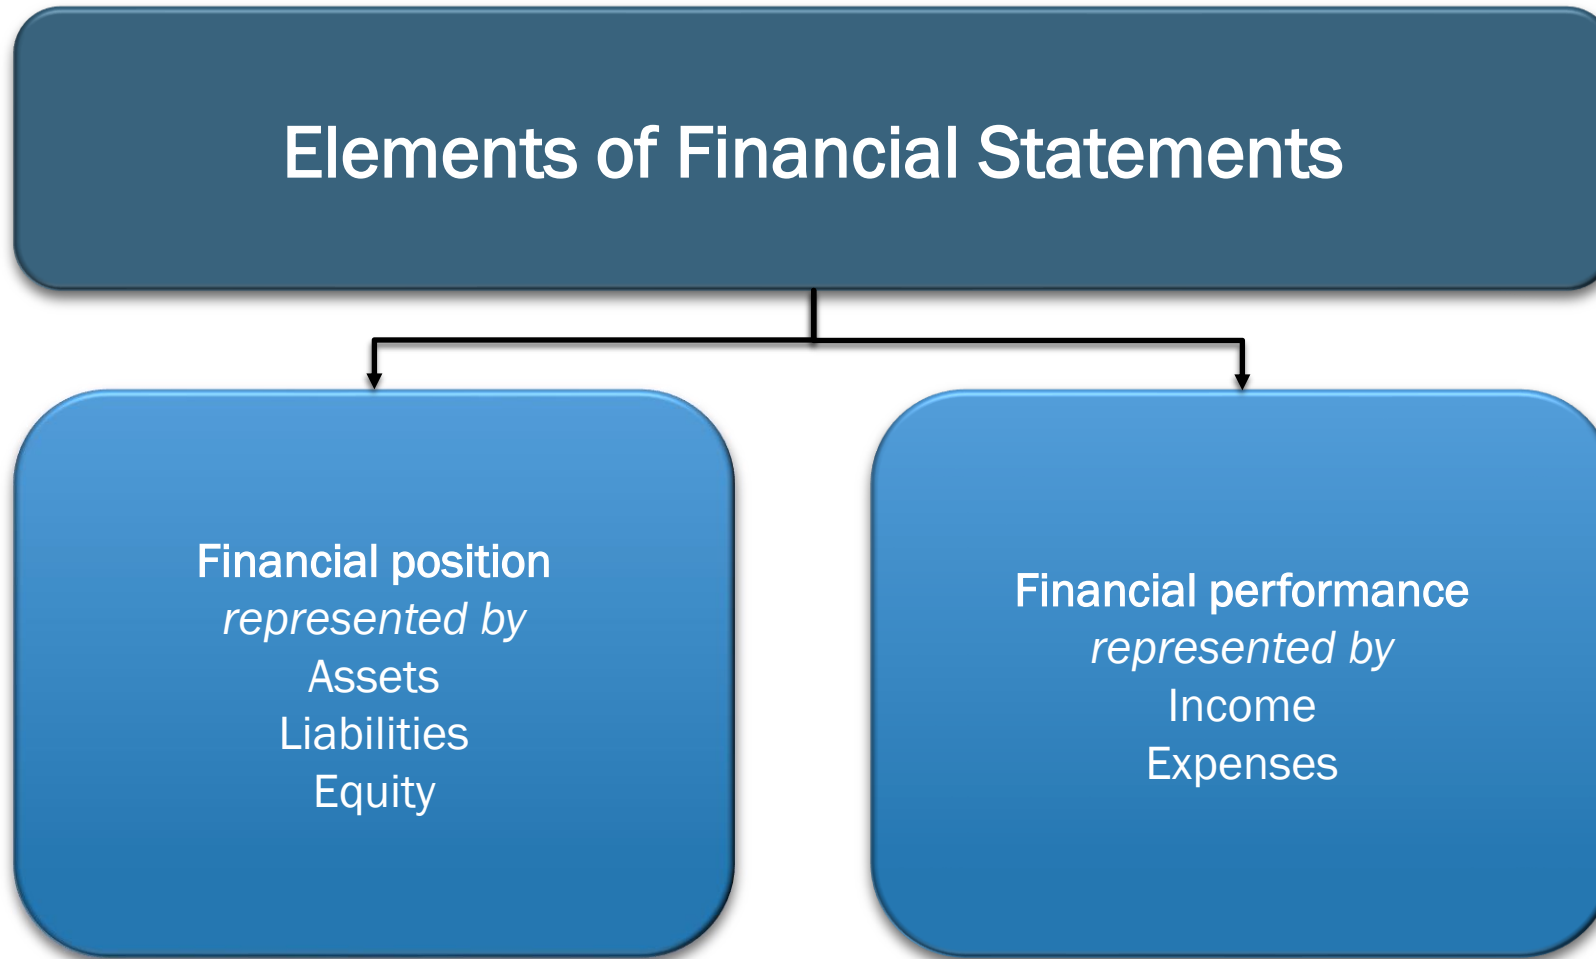 Elements of Financial Statements
Financial position
represented by
Assets
Liabilities
Equity
Financial performance
represented by
Income
Expenses